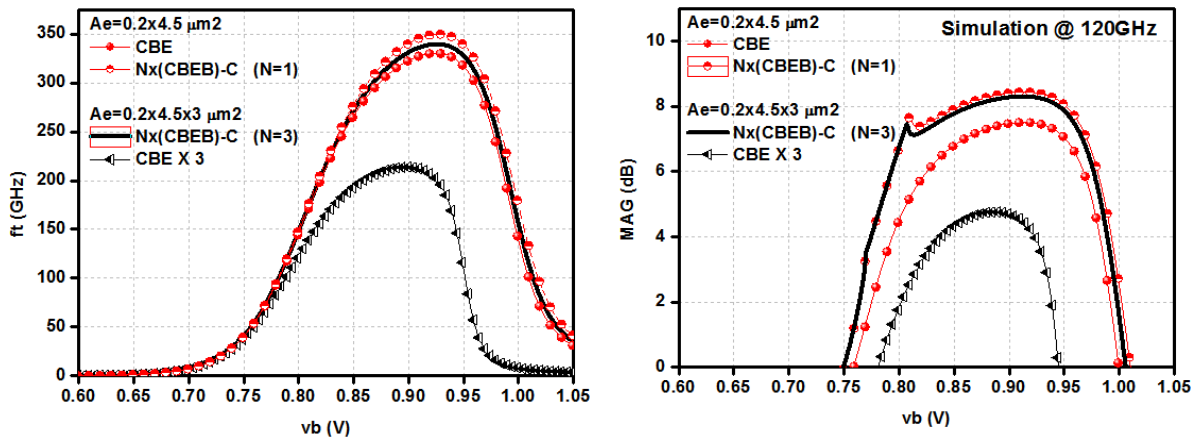 350
300
250
200
150
100
50
0
ft (GHz)
Ae=0.2x4.5 μm2
CBE
Nx(CBEB)-C (N=1)
Ae=0.2x4.5x3 μm2
Nx(CBEB)-C (N=3)
CBE X 3
0.60 0.65 0.70 0.75 0.80 0.85 0.90 0.95 1.00 1.05
vb (V)
10
8
6
4
2
0
MAG (dB)
Simulation @ 120GHz
Ae=0.2x4.5 μm2
CBE
Nx(CBEB)-C (N=1)
Ae=0.2x4.5x3 μm2
Nx(CBEB)-C (N=3)
CBE X 3
0.60 0.65 0.70 0.75 0.80 0.85 0.90 0.95 1.00 1.05
vb (V)